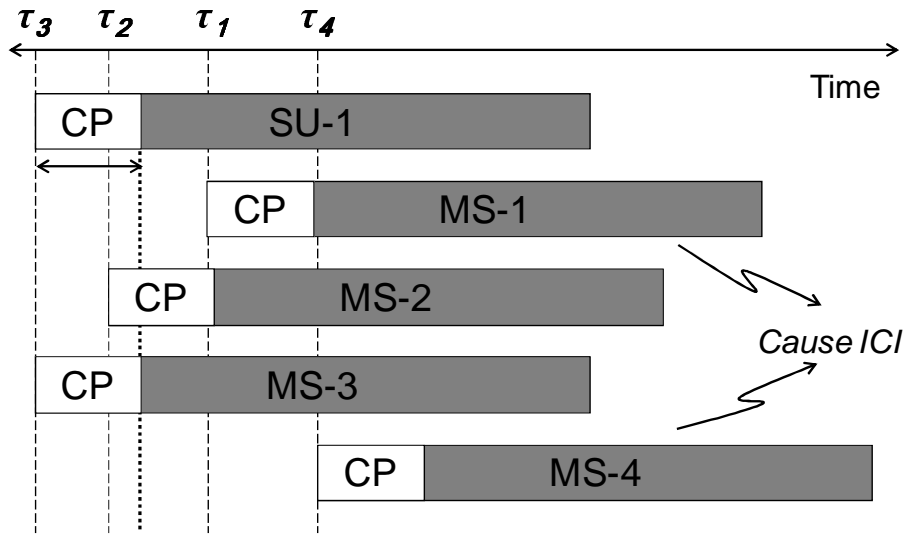 τ3 τ2 τ1 τ4
Time
CP SU-1
CP MS-1
CP MS-2
Cause ICI
CP MS-3
CP MS-4